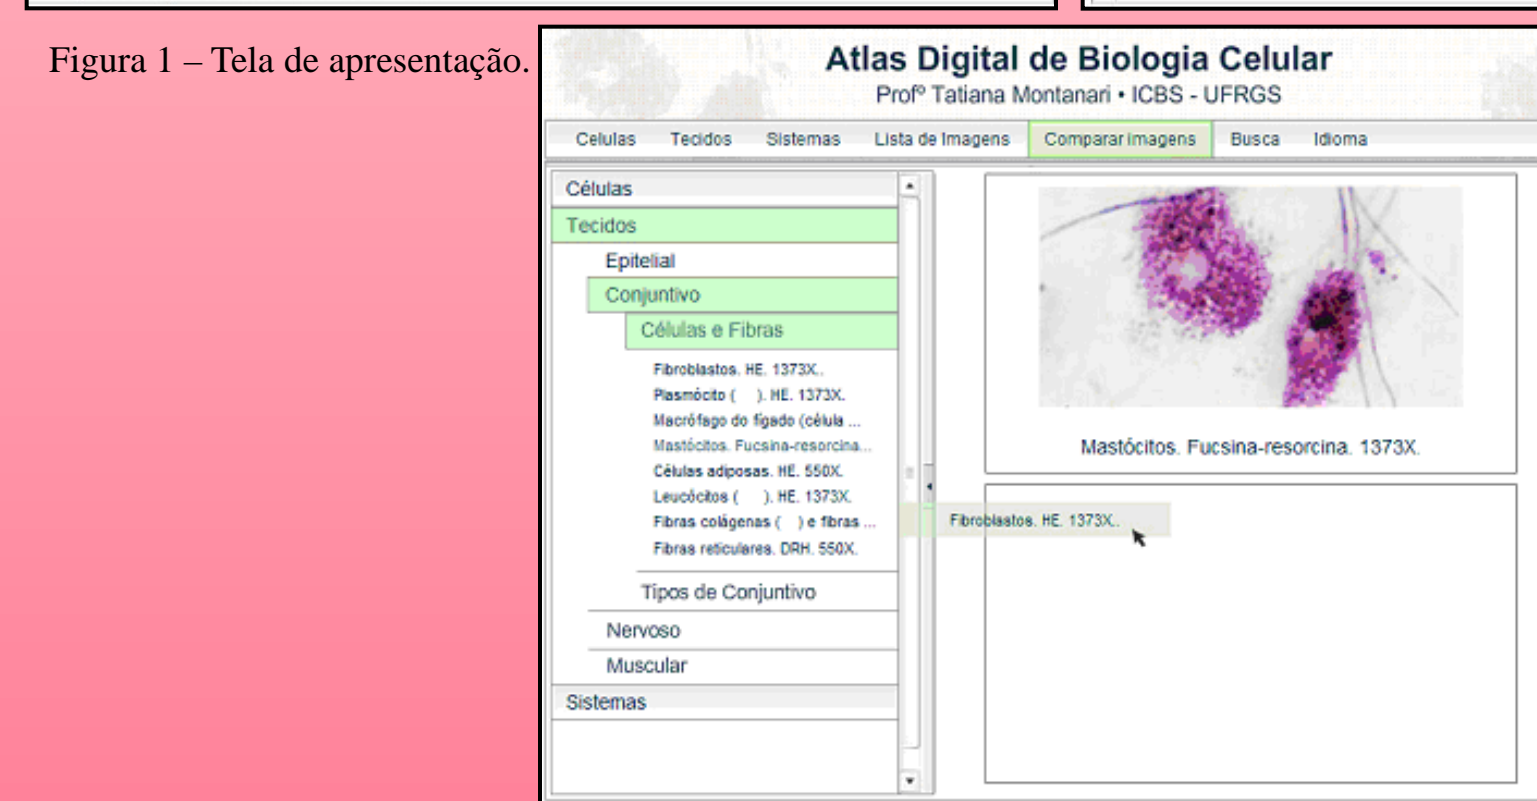 Figura 1 – Tela de apresentação.
Atlas Digital de Biologia Celular
Profº Tatiana Montanari • ICBS - UFRGS
Celulas Tecidos Sistemas Lista de Imagens Comparar imagens Busca Idioma
Células
Tecidos
Epitelial
Conjuntivo
Células e Fibras
Fibroblastos. HE. 1373X..
Plasmócito ( ). HE. 1373X.
Macrófago do fígado (célula ...
Mastócitos. Fucsina-resorcina...
Células adiposas. HE. 550X.
Leucócitos ( ). HE. 1373X.
Fibras colágenas ( ) e fibras ...
Fibras reticulares. DRH. 550X.
Tipos de Conjuntivo
Nervoso
Muscular
Sistemas
Mastócitos. Fucsina-resorcina. 1373X.
Fibroblastos. HE. 1373X..